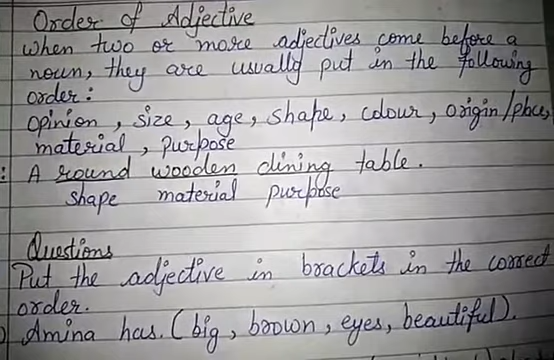 Order of Adjective
When two or more adjectives come before a
noun, they are usually put in the following
order:
opinion, size, age, shape, colour, origin/place,
material, purpose
: A round wooden dining table.
shape material purpose
Questions
Put the adjective in brackets in the correct
order.
) Amina has. (big, brown, eyes, beautiful).